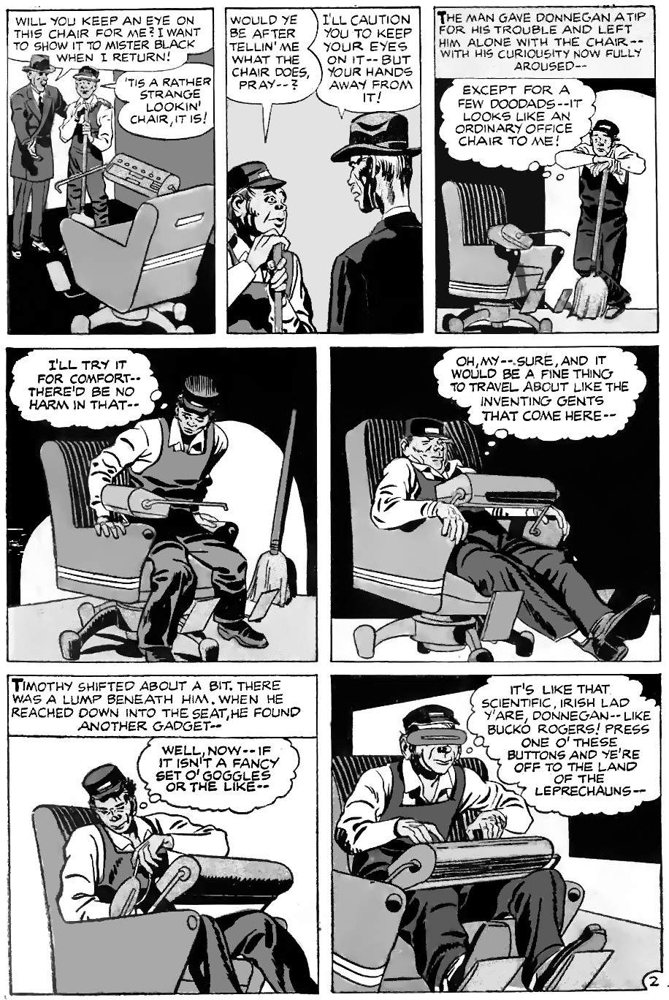 WILL YOU KEEP AN EYE ON
THIS CHAIR FOR ME? I WANT
TO SHOW IT TO MISTER BLACK
WHEN I RETURN!
'TIS A RATHER
STRANGE
LOOKIN'
CHAIR, IT IS!
WOULD YE
BE AFTER
TELLIN' ME
WHAT THE
CHAIR DOES,
PRAY--?
I'LL CAUTION
YOU TO KEEP
YOUR EYES
ON IT-- BUT
YOUR HANDS
AWAY FROM
IT!
THE MAN GAVE DONNEGAN A TIP
FOR HIS TROUBLE AND LEFT
HIM ALONE WITH THE CHAIR--
WITH HIS CURIOUSITY NOW FULLY
AROUSED--
EXCEPT FOR A
FEW DOODADS--IT
LOOKS LIKE AN
ORDINARY OFFICE
CHAIR TO ME!
I'LL TRY IT
FOR COMFORT--
THERE'D BE NO
HARM IN THAT--
OH, MY-- SURE, AND IT
WOULD BE A FINE THING
TO TRAVEL ABOUT LIKE THE
INVENTING GENTS
THAT COME HERE--
TIMOTHY SHIFTED ABOUT A BIT. THERE
WAS A LUMP BENEATH HIM. WHEN HE
REACHED DOWN INTO THE SEAT, HE FOUND
ANOTHER GADGET--
WELL, NOW-- IF
IT ISN'T A FANCY
SET O' GOGGLES
OR THE LIKE--
IT'S LIKE THAT
SCIENTIFIC, IRISH LAD
Y'ARE, DONNEGAN-- LIKE
BUCKO ROGERS! PRESS
ONE O' THESE
BUTTONS AND YE'RE
OFF TO THE LAND
OF THE
LEPRECHAUNS--
2